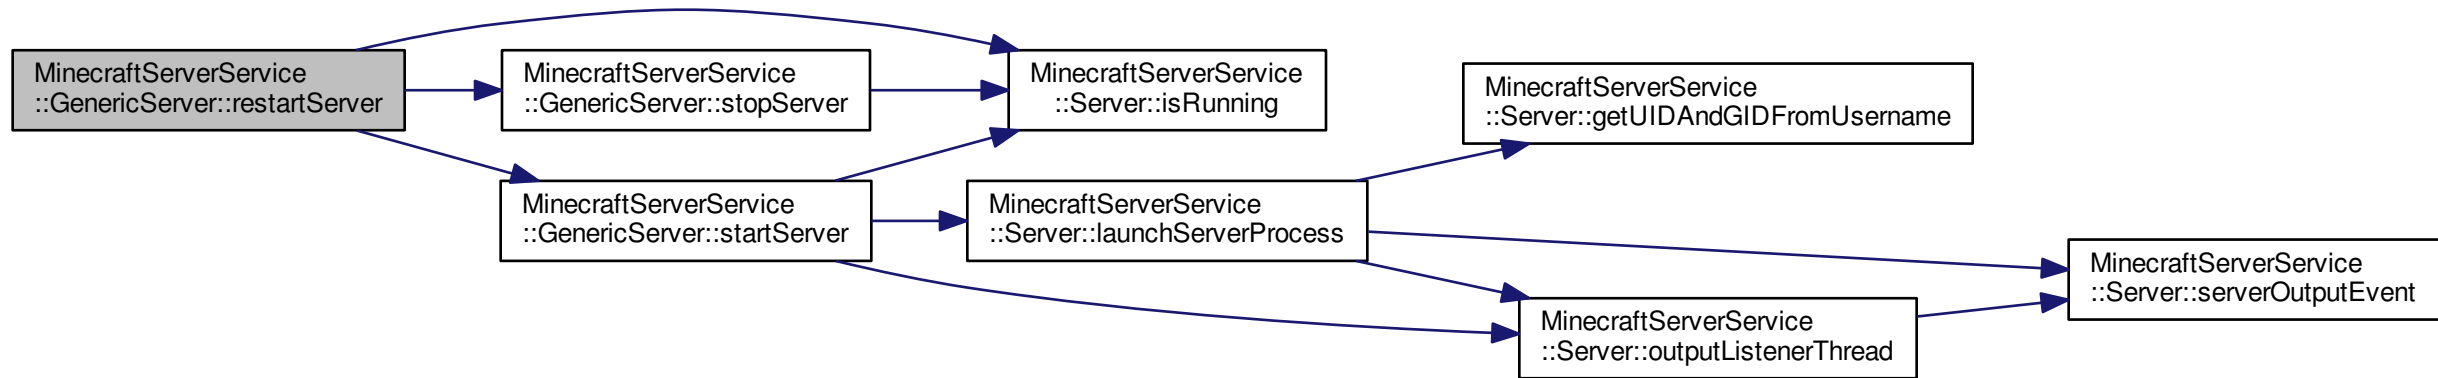 MinecraftServerService
::GenericServer::restartServer
MinecraftServerService
::GenericServer::stopServer
MinecraftServerService
::Server::isRunning
MinecraftServerService
::GenericServer::startServer
MinecraftServerService
::Server::launchServerProcess
MinecraftServerService
::Server::getUIDAndGIDFromUsername
MinecraftServerService
::Server::outputListenerThread
MinecraftServerService
::Server::serverOutputEvent